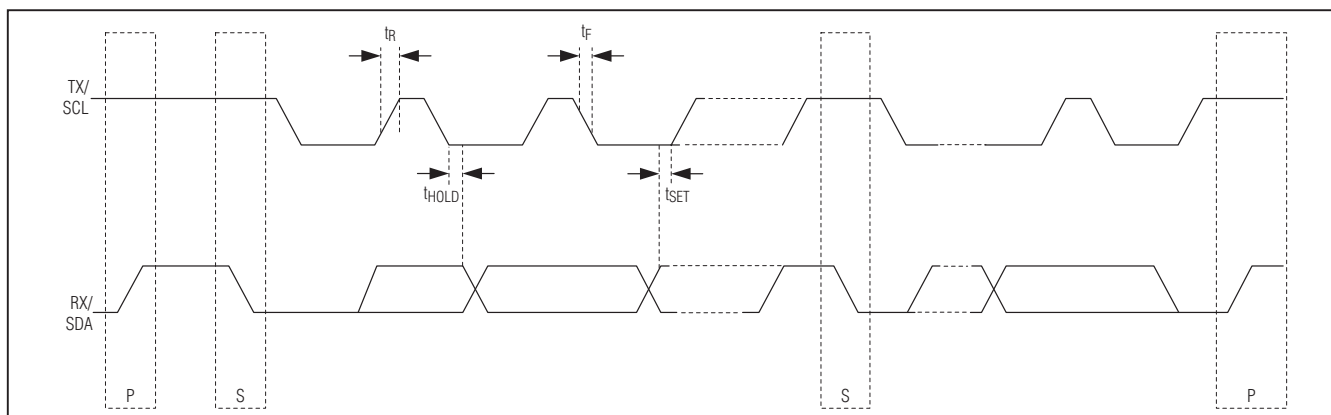 tR
tF
TX/
SCL
tHOLD
tSET
RX/
SDA
P
S
S
P